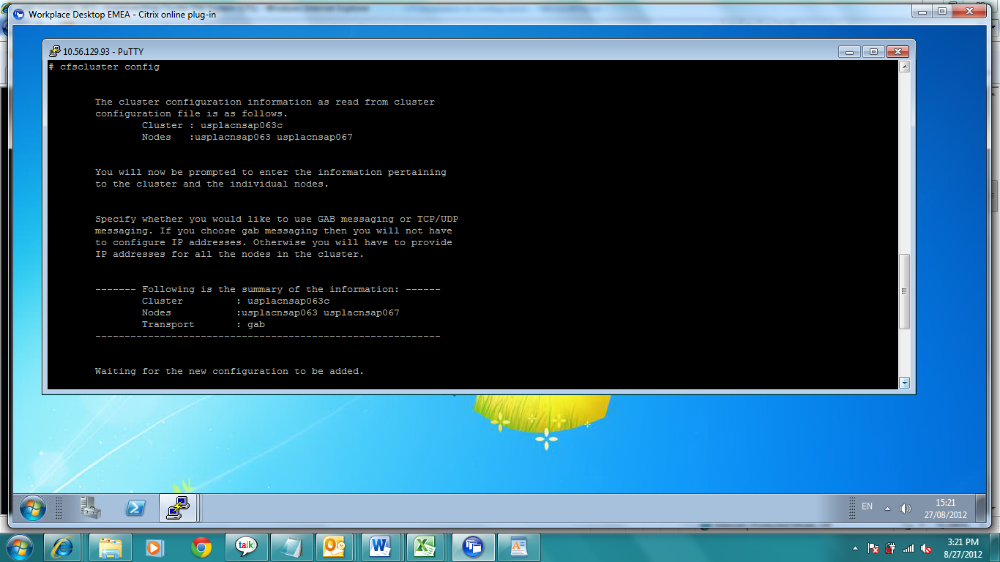 Workplace Desktop EMEA - Citrix online plug-in
10.56.129.93 - PuTTY
# cfscluster config
The cluster configuration information as read from cluster
configuration file is as follows.
Cluster : usplacnsap063c
Nodes :usplacnsap063 usplacnsap067
You will now be prompted to enter the information pertaining
to the cluster and the individual nodes.
Specify whether you would like to use GAB messaging or TCP/UDP
messaging. If you choose gab messaging then you will not have
to configure IP addresses. Otherwise you will have to provide
IP addresses for all the nodes in the cluster.
------- Following is the summary of the information: ------
Cluster : usplacnsap063c
Nodes :usplacnsap063 usplacnsap067
Transport : gab
-----------------------------------------------------------
Waiting for the new configuration to be added.
EN
15:21
27/08/2012
talk
3:21 PM
8/27/2012